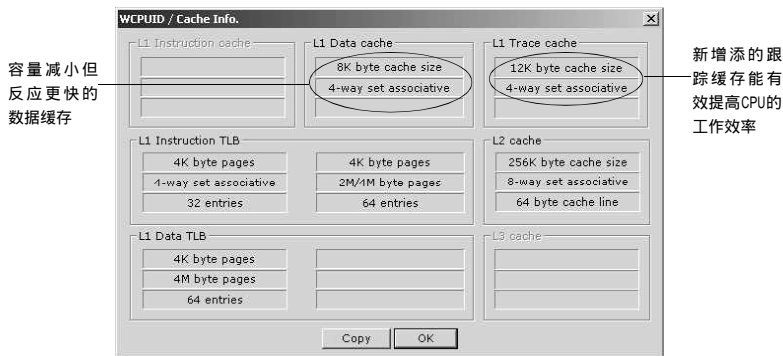 WCPUID / Cache Info.
容量减小但
反应更快的
数据缓存
L1 Instruction cache
L1 Data cache
8K byte cache size
4-way set associative
L1 Trace cache
12K byte cache size
4-way set associative
新增添的跟
踪缓存能有
效提高CPU的
工作效率
L1 Instruction TLB
4K byte pages
4-way set associative
32 entries
4K byte pages
2M/4M byte pages
64 entries
L2 cache
256K byte cache size
8-way set associative
64 byte cache line
L1 Data TLB
4K byte pages
4M byte pages
64 entries
L3 cache
Copy
OK